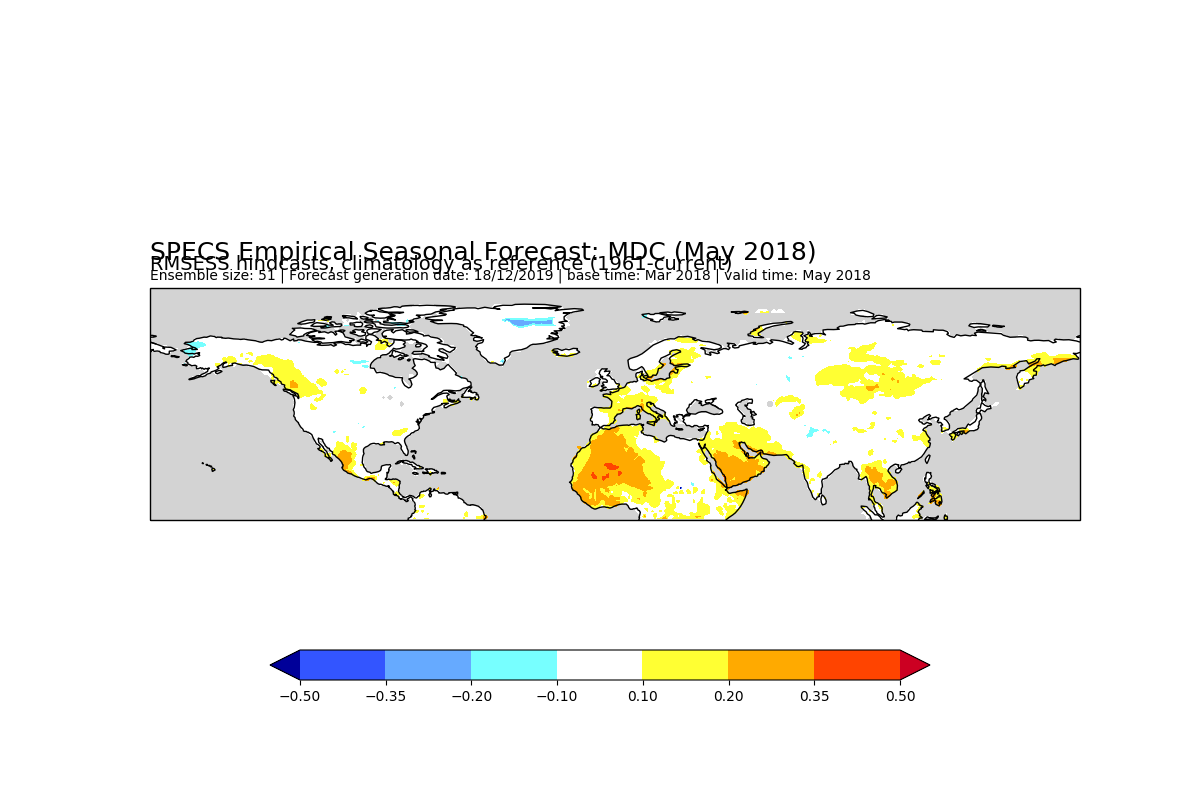 SPECS Empirical Seasonal Forecast: MDC (May 2018)
RMSESS hindcasts, climatology as reference (1961-current)
Ensemble size: 51 | Forecast generation date: 18/12/2019 | base time: Mar 2018 | valid time: May 2018
−0.50 −0.35 −0.20 −0.10 0.10 0.20 0.35 0.50